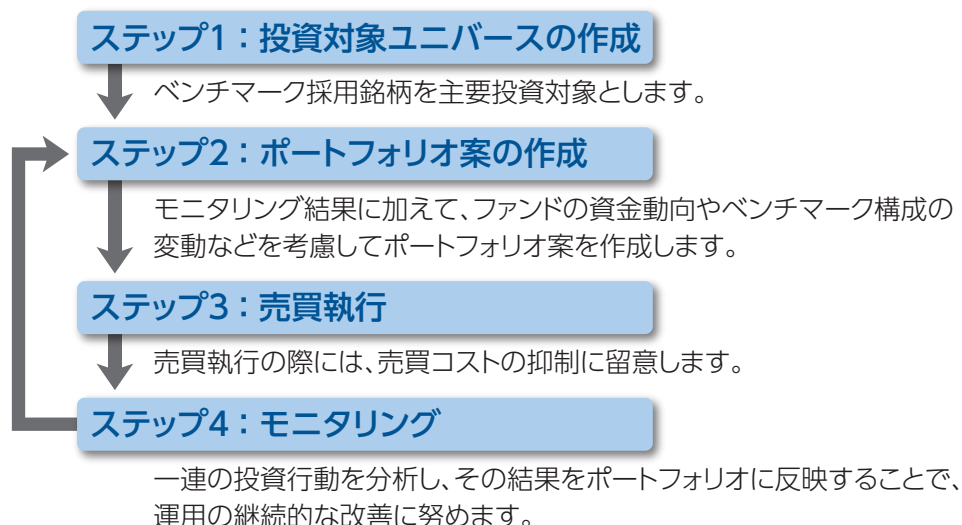 ステップ1：投資対象ユニバースの作成
ベンチマーク採用銘柄を主要投資対象とします。
ステップ2：ポートフォリオ案の作成
モニタリング結果に加えて、ファンドの資金動向やベンチマーク構成の
変動などを考慮してポートフォリオ案を作成します。
ステップ3：売買執行
売買執行の際には、売買コストの抑制に留意します。
ステップ4：モニタリング
一連の投資行動を分析し、その結果をポートフォリオに反映することで、
運用の継続的な改善に努めます。